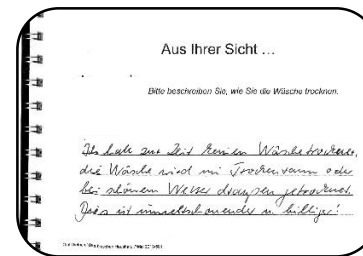 Aus Ihrer Sicht ...
Bitte beschreiben Sie, wie Sie die Wäsche trocknen.
Ich habe zur Zeit keinen Wäschetrockner,
die Wäsche wird im Trockenraum oder
bei schönem Wetter draußen getrocknet.
Dies ist umweltschonender u. billiger!